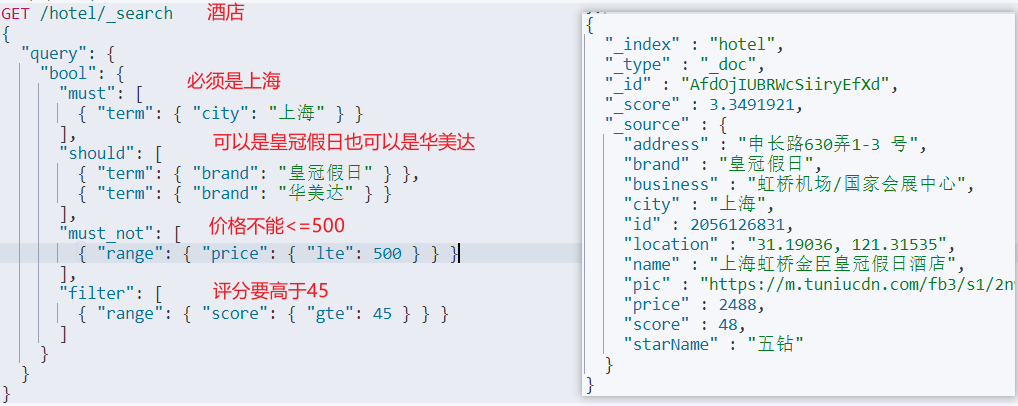 GET /hotel/_search 酒店
{
"query": {
"bool": {
必须是上海
"must": [
{ "term": { "city": "上海" } }
],
可以是皇冠假日也可以是华美达
"should": [
{ "term": { "brand": "皇冠假日" } },
{ "term": { "brand": "华美达" } }
],
价格不能<=500
"must_not": [
{ "range": { "price": { "lte": 500 } } }
],
评分要高于45
"filter": [
{ "range": { "score": { "gte": 45 } } }
]
}
}
}
{
"_index" : "hotel",
"_type" : "_doc",
"_id" : "AfdOjIUBRWcSiiryEfXd",
"_score" : 3.3491921,
"_source" : {
"address" : "申长路630弄1-3 号",
"brand" : "皇冠假日",
"business" : "虹桥机场/国家会展中心",
"city" : "上海",
"id" : 2056126831,
"location" : "31.19036, 121.31535",
"name" : "上海虹桥金臣皇冠假日酒店",
"pic" : "https://m.tuniucdn.com/fb3/s1/2n
"price" : 2488,
"score" : 48,
"starName" : "五钻"
}
}